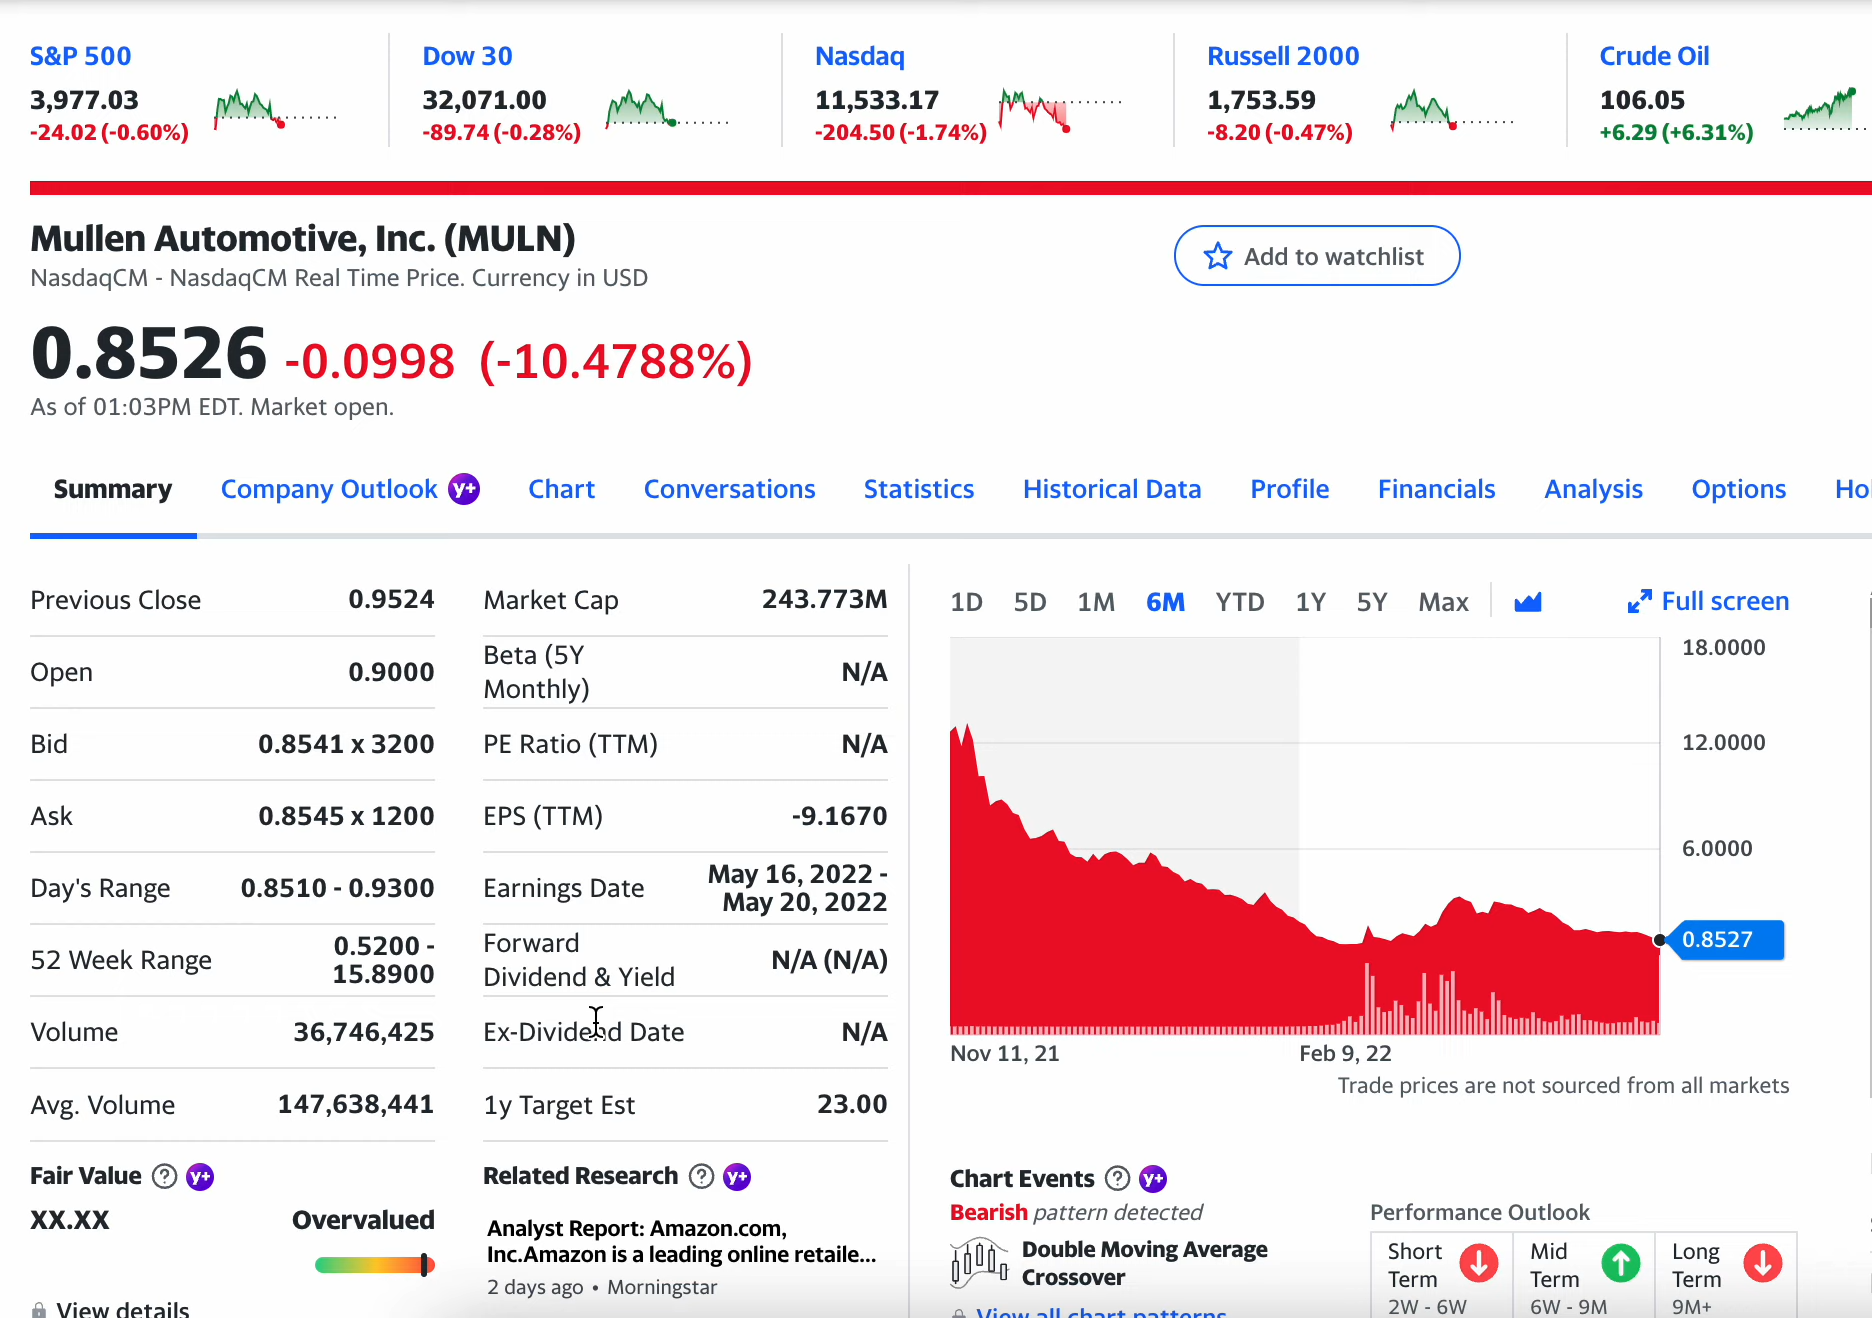 S&P 500
3,977.03
-24.02 (-0.60%)
Dow 30
32,071.00
-89.74 (-0.28%)
Nasdaq
11,533.17
-204.50 (-1.74%)
Russell 2000
1,753.59
-8.20 (-0.47%)
Crude Oil
106.05
+6.29 (+6.31%)
Mullen Automotive, Inc. (MULN)
NasdaqCM - NasdaqCM Real Time Price. Currency in USD
Add to watchlist
0.8526 -0.0998 (-10.4788%)
As of 01:03PM EDT. Market open.
Summary Company Outlook y+ Chart Conversations Statistics Historical Data Profile Financials Analysis Options Hol
Previous Close 0.9524
Open 0.9000
Bid 0.8541 x 3200
Ask 0.8545 x 1200
Day's Range 0.8510 - 0.9300
52 Week Range 0.5200 -
15.8900
Volume 36,746,425
Avg. Volume 147,638,441
Market Cap 243.773M
Beta (5Y
Monthly) N/A
PE Ratio (TTM) N/A
EPS (TTM) -9.1670
Earnings Date May 16, 2022 -
May 20, 2022
Forward
Dividend & Yield N/A (N/A)
Ex-Dividend Date N/A
1y Target Est 23.00
1D 5D 1M 6M YTD 1Y 5Y Max Full screen
18.0000
12.0000
6.0000
0.8527
Nov 11, 21 Feb 9, 22
Trade prices are not sourced from all markets
Fair Value ? y+
XX.XX Overvalued
View details
Related Research ? y+
Analyst Report: Amazon.com,
Inc.Amazon is a leading online retaile...
2 days ago • Morningstar
Chart Events ? y+
Bearish pattern detected
Double Moving Average
Crossover
View all chart patterns
Performance Outlook
Short
Term
2W - 6W
Mid
Term
6W - 9M
Long
Term
9M+